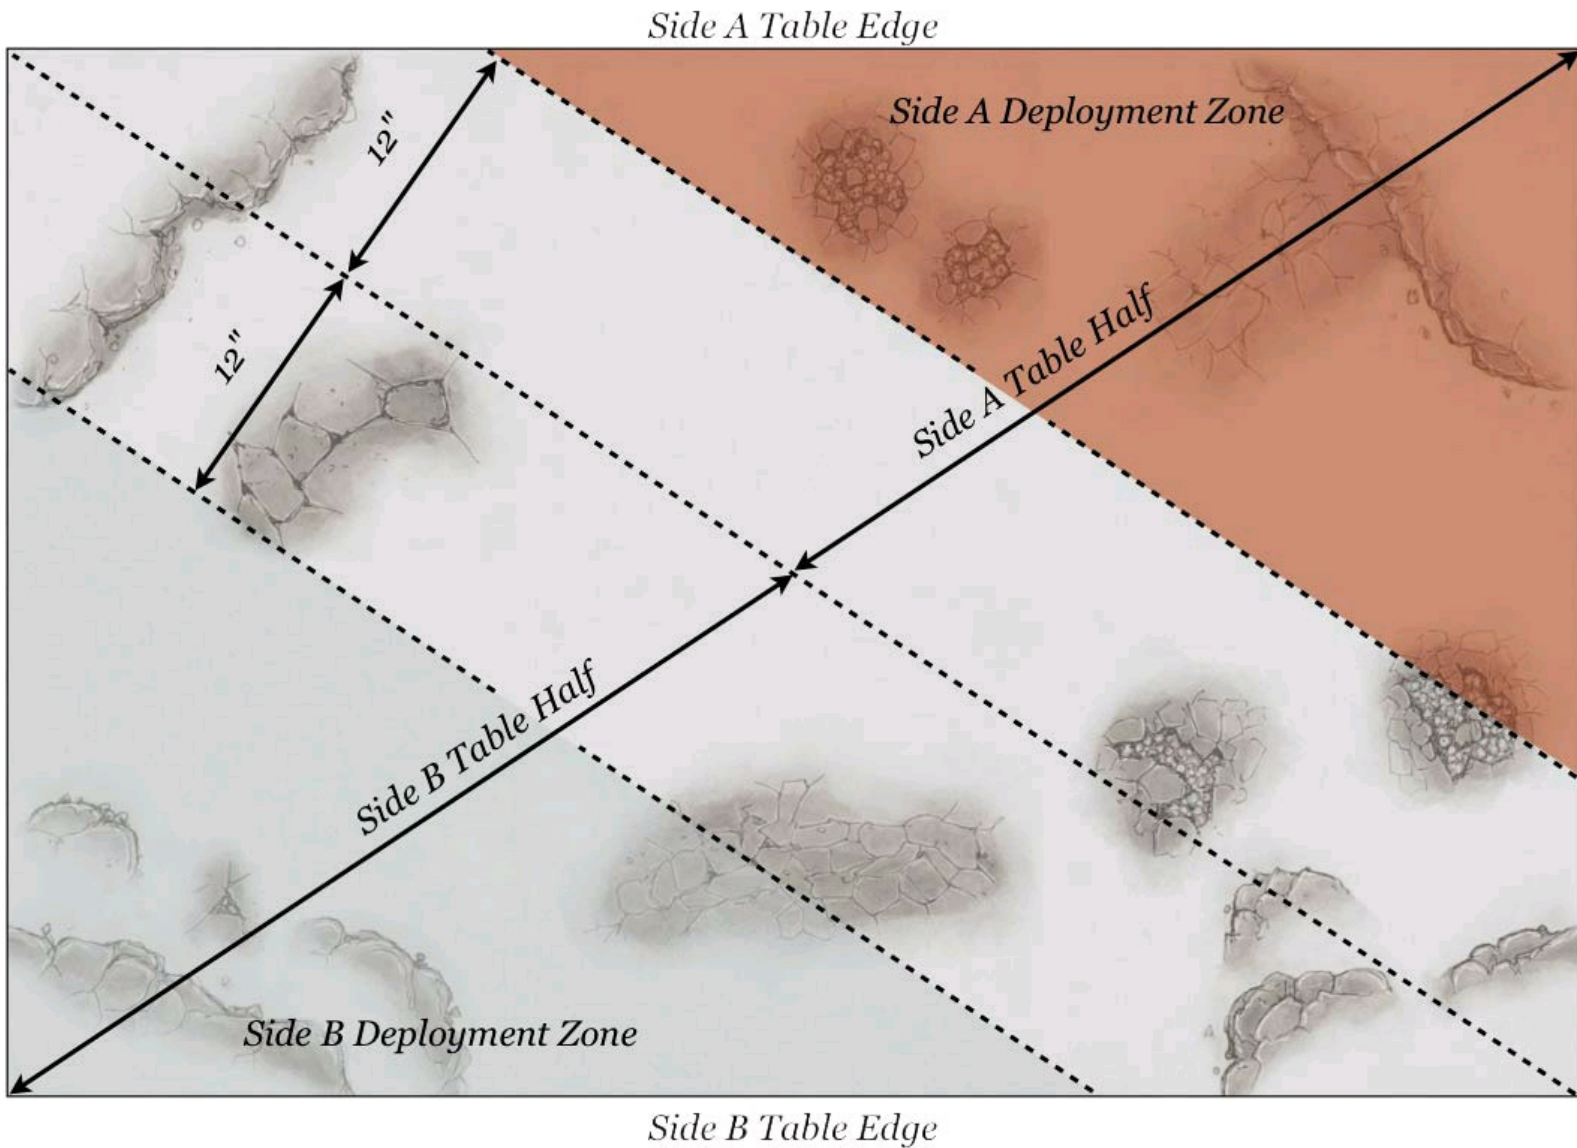 Side A Table Edge
Side A Deployment Zone
12"
12"
Side A Table Half
Side B Table Half
Side B Deployment Zone
Side B Table Edge